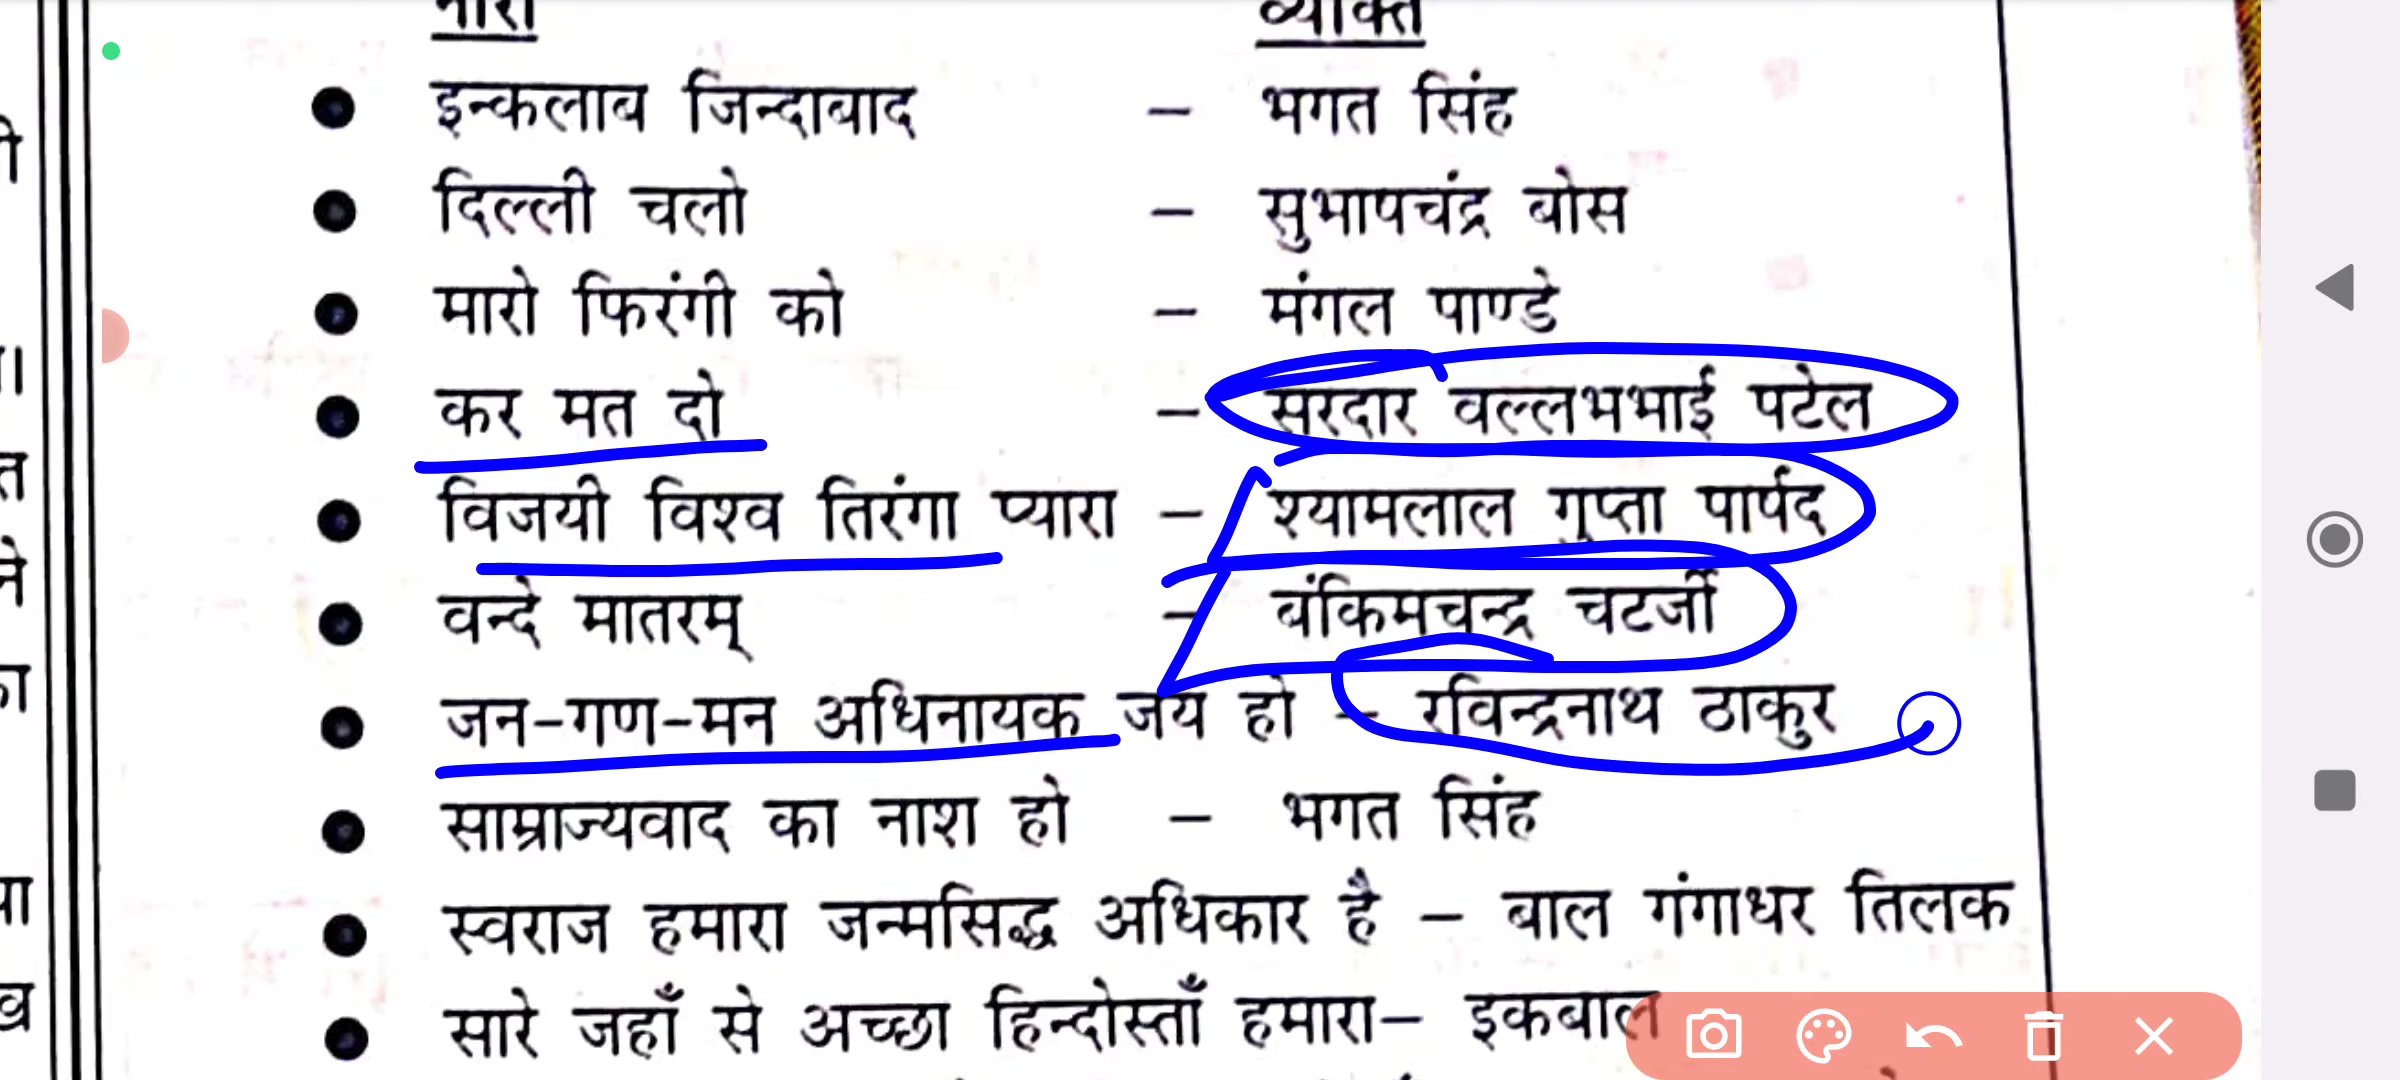 नारा व्यक्ति
इन्कलाब जिन्दाबाद – भगत सिंह
दिल्ली चलो – सुभाषचंद्र बोस
मारो फिरंगी को – मंगल पाण्डे
कर मत दो – सरदार वल्लभभाई पटेल
विजयी विश्व तिरंगा प्यारा – श्यामलाल गुप्ता पार्षद
वन्दे मातरम् – बंकिमचन्द्र चटर्जी
जन-गण-मन अधिनायक जय हो – रविन्द्रनाथ ठाकुर
साम्राज्यवाद का नाश हो – भगत सिंह
स्वराज हमारा जन्मसिद्ध अधिकार है – बाल गंगाधर तिलक
सारे जहाँ से अच्छा हिन्दोस्ताँ हमारा– इकबाल